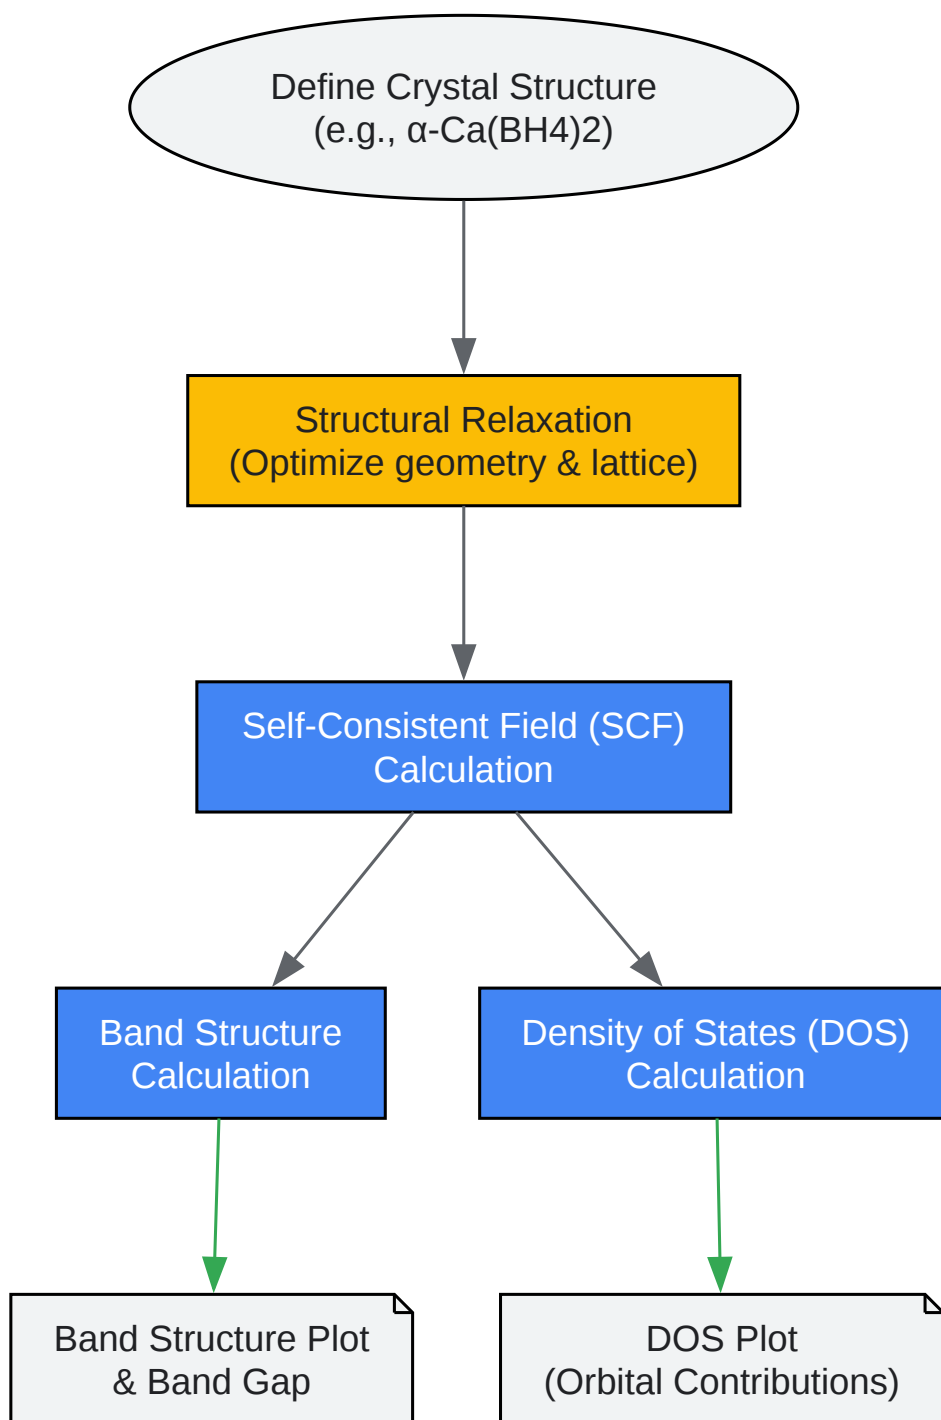 Define Crystal Structure
(e.g., α-Ca(BH4)2)
Structural Relaxation
(Optimize geometry & lattice)
Self-Consistent Field (SCF)
Calculation
Band Structure
Calculation
Density of States (DOS)
Calculation
Band Structure Plot
& Band Gap
DOS Plot
(Orbital Contributions)